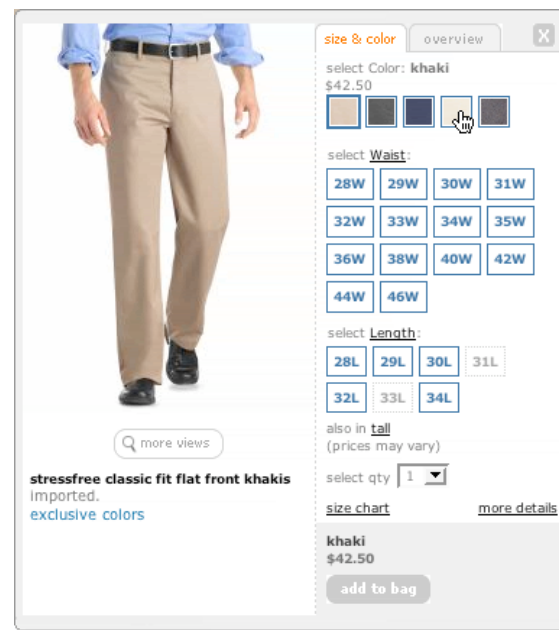 size & color
overview
X
select Color: khaki
$42.50
select Waist:
28W 29W 30W 31W
32W 33W 34W 35W
36W 38W 40W 42W
44W 46W
select Length:
28L 29L 30L 31L
32L 33L 34L
also in tall
(prices may vary)
select qty 1
size chart more details
more views
stressfree classic fit flat front khakis
imported.
exclusive colors
khaki
$42.50
add to bag